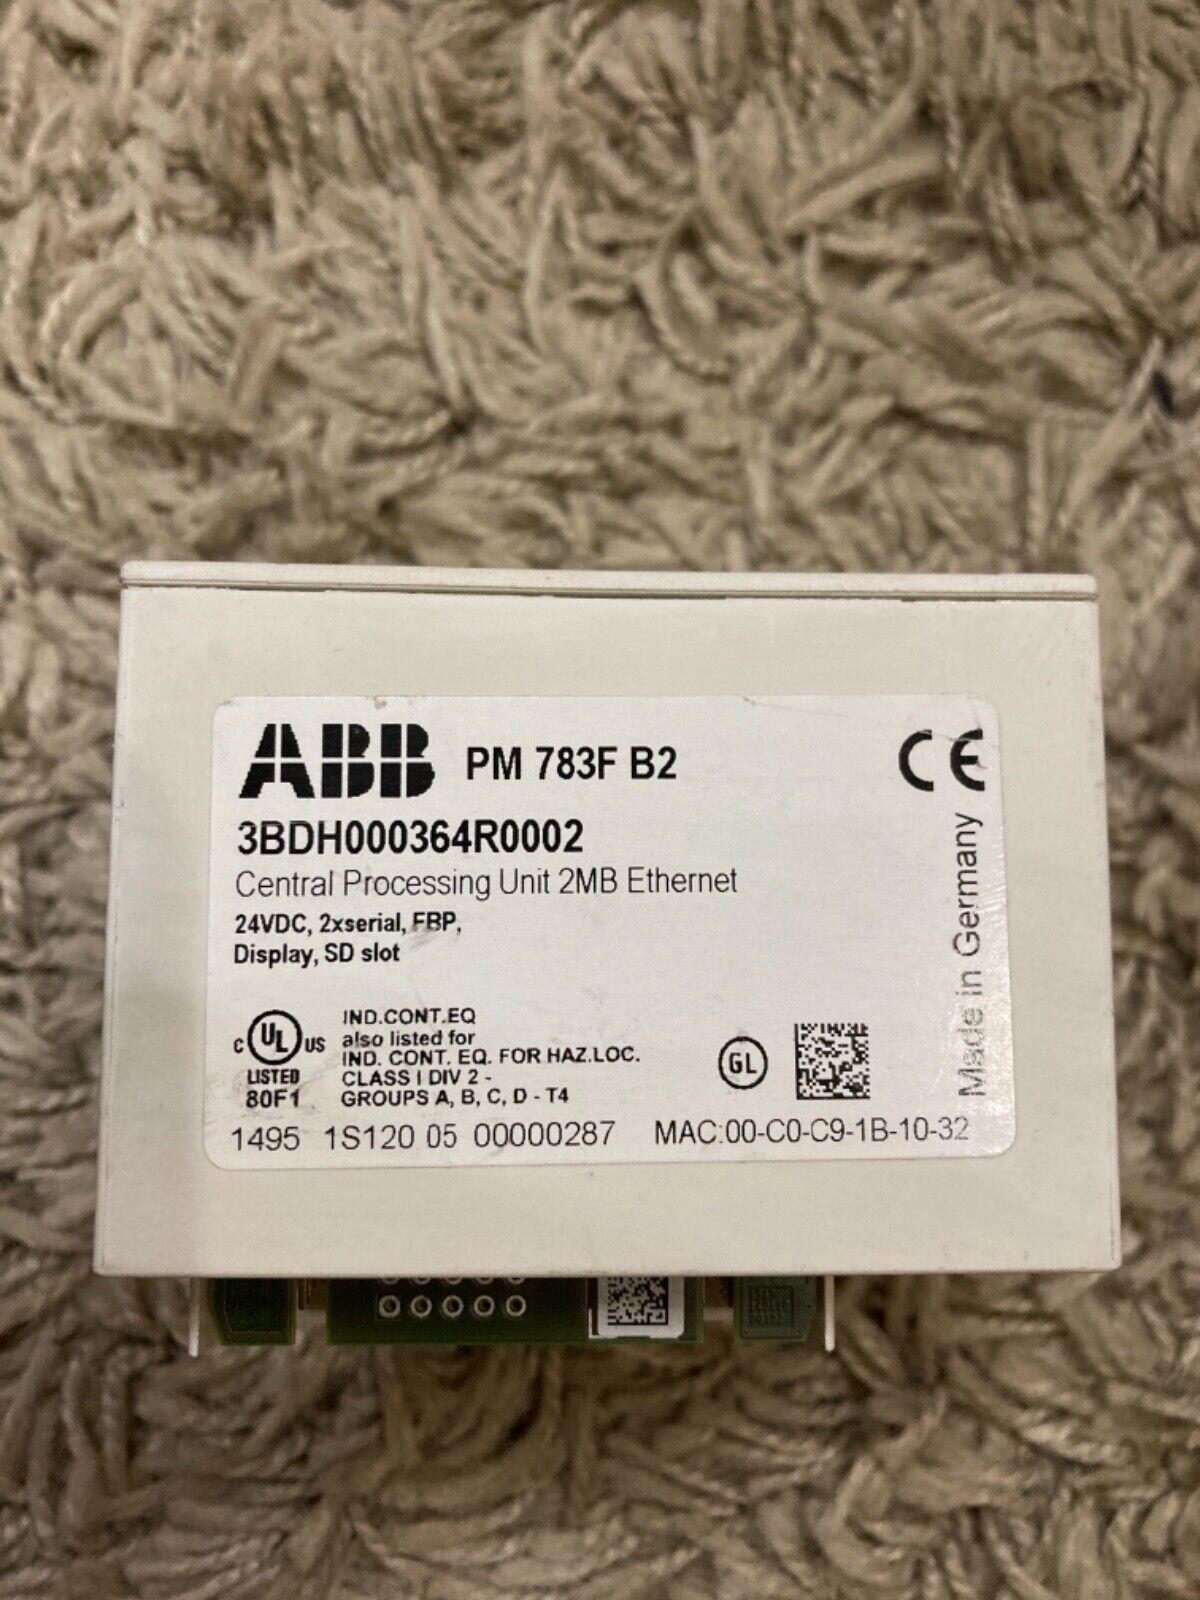 ABB PM 783F B2 CE
3BDH000364R0002
Central Processing Unit 2MB Ethernet
24VDC, 2xserial, FBP,
Display, SD slot
Made in Germany
C UL US
LISTED
80F1
IND.CONT.EQ
also listed for
IND. CONT. EQ. FOR HAZ.LOC.
CLASS I DIV 2 -
GROUPS A, B, C, D - T4
GL
1495 1S120 05 00000287 MAC:00-C0-C9-1B-10-32